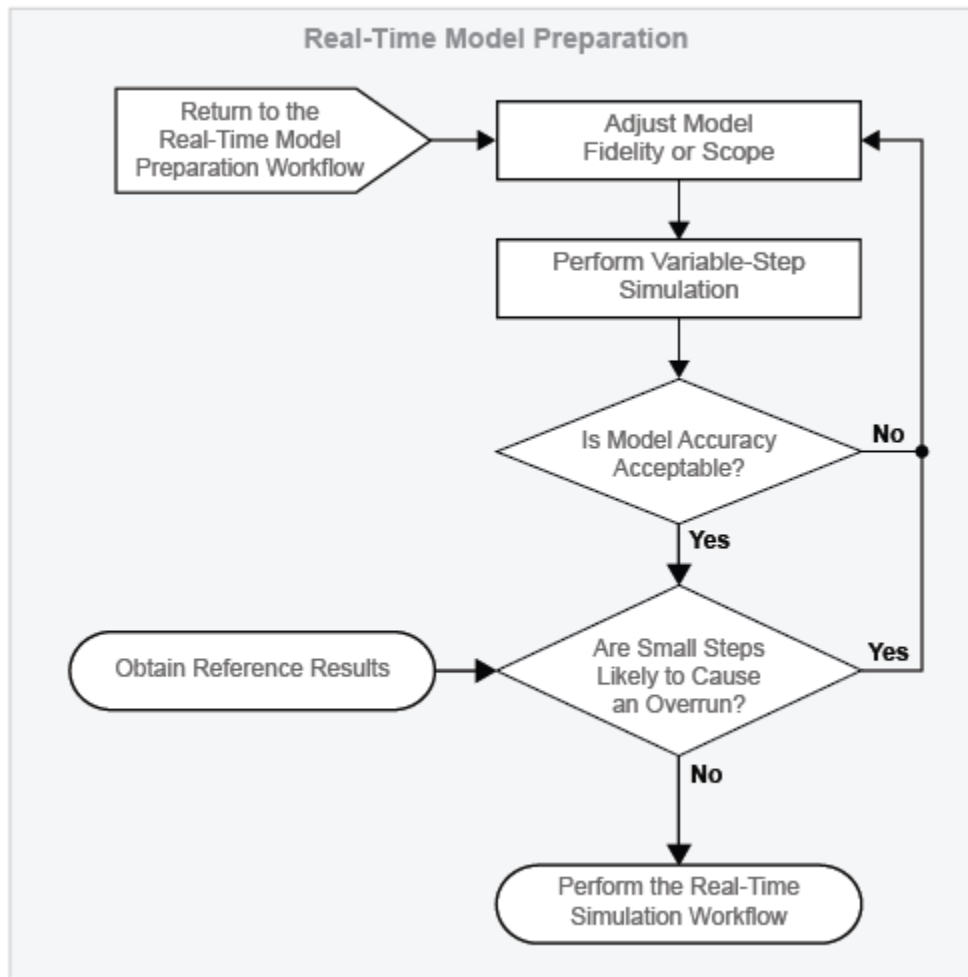 Real-Time Model Preparation
Return to the
Real-Time Model
Preparation Workflow
Adjust Model
Fidelity or Scope
Perform Variable-Step
Simulation
Is Model Accuracy
Acceptable?
No
Yes
Obtain Reference Results
Are Small Steps
Likely to Cause
an Overrun?
Yes
No
Perform the Real-Time
Simulation Workflow